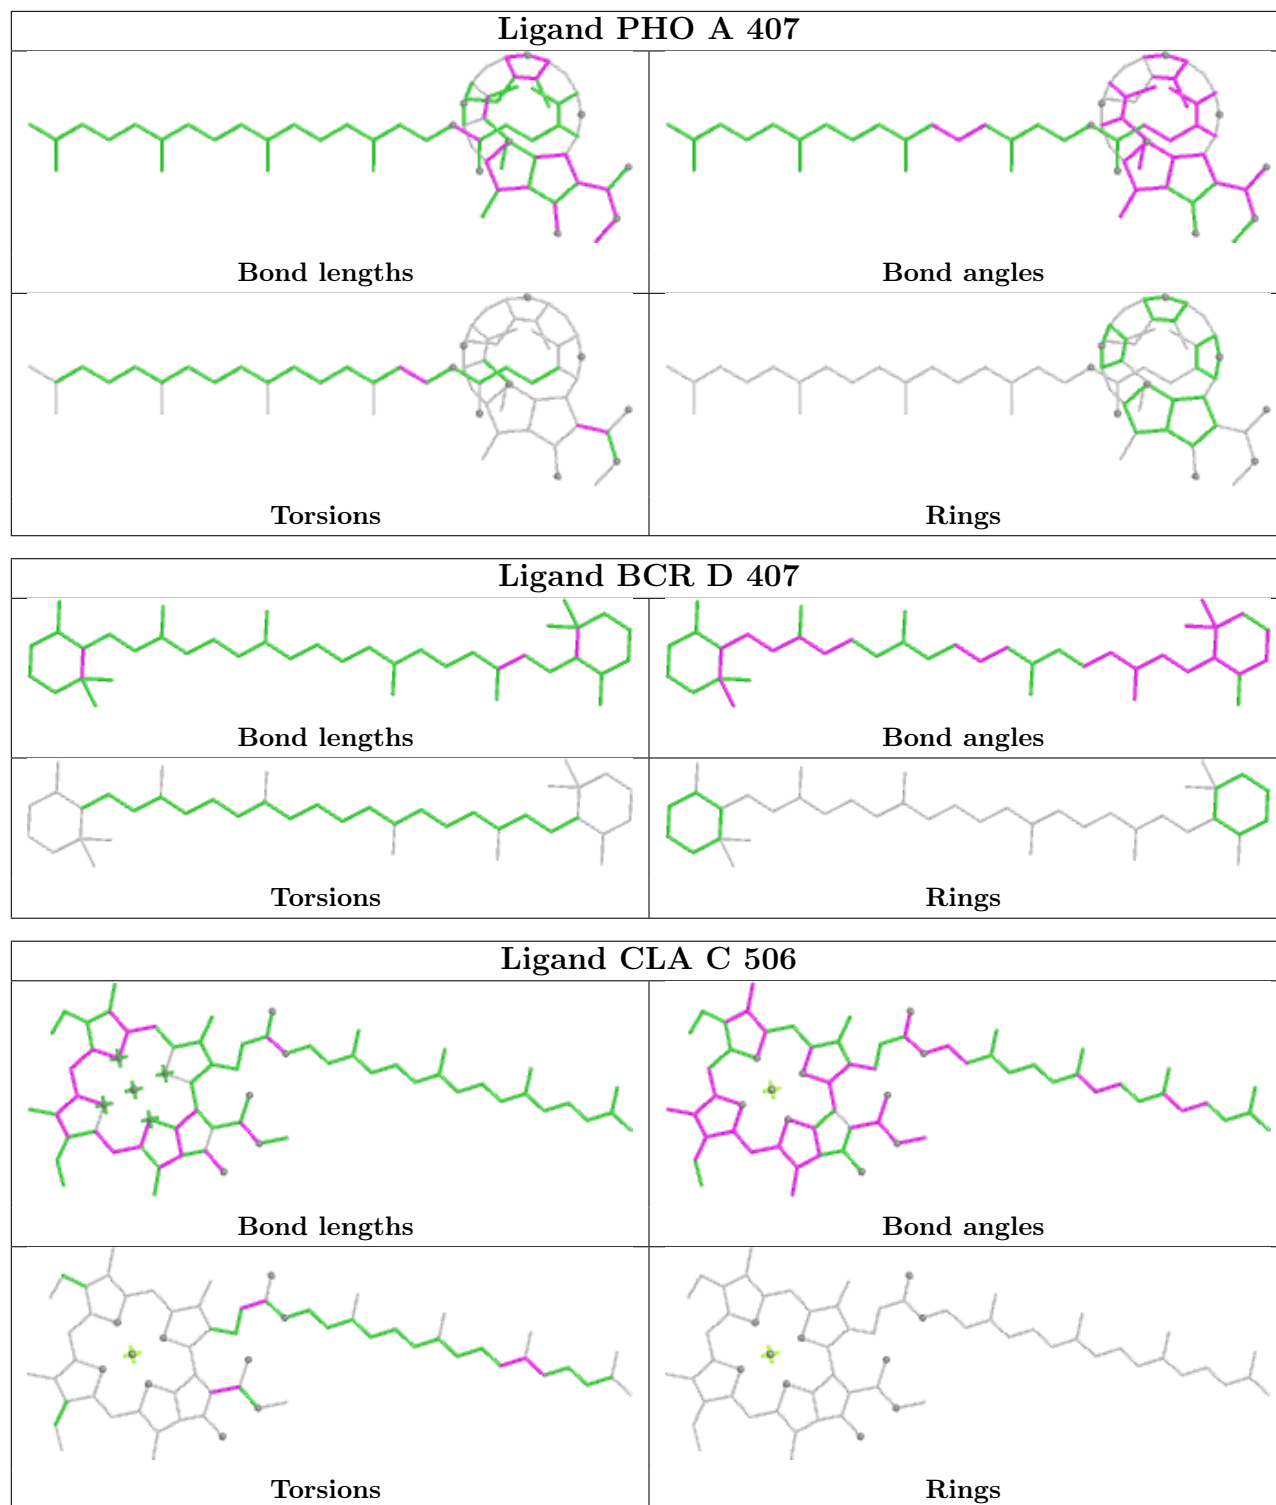 Ligand PHO A 407
Bond lengths
Bond angles
Torsions
Rings
Ligand BCR D 407
Bond lengths
Bond angles
Torsions
Rings
Ligand CLA C 506
Bond lengths
Bond angles
Torsions
Rings